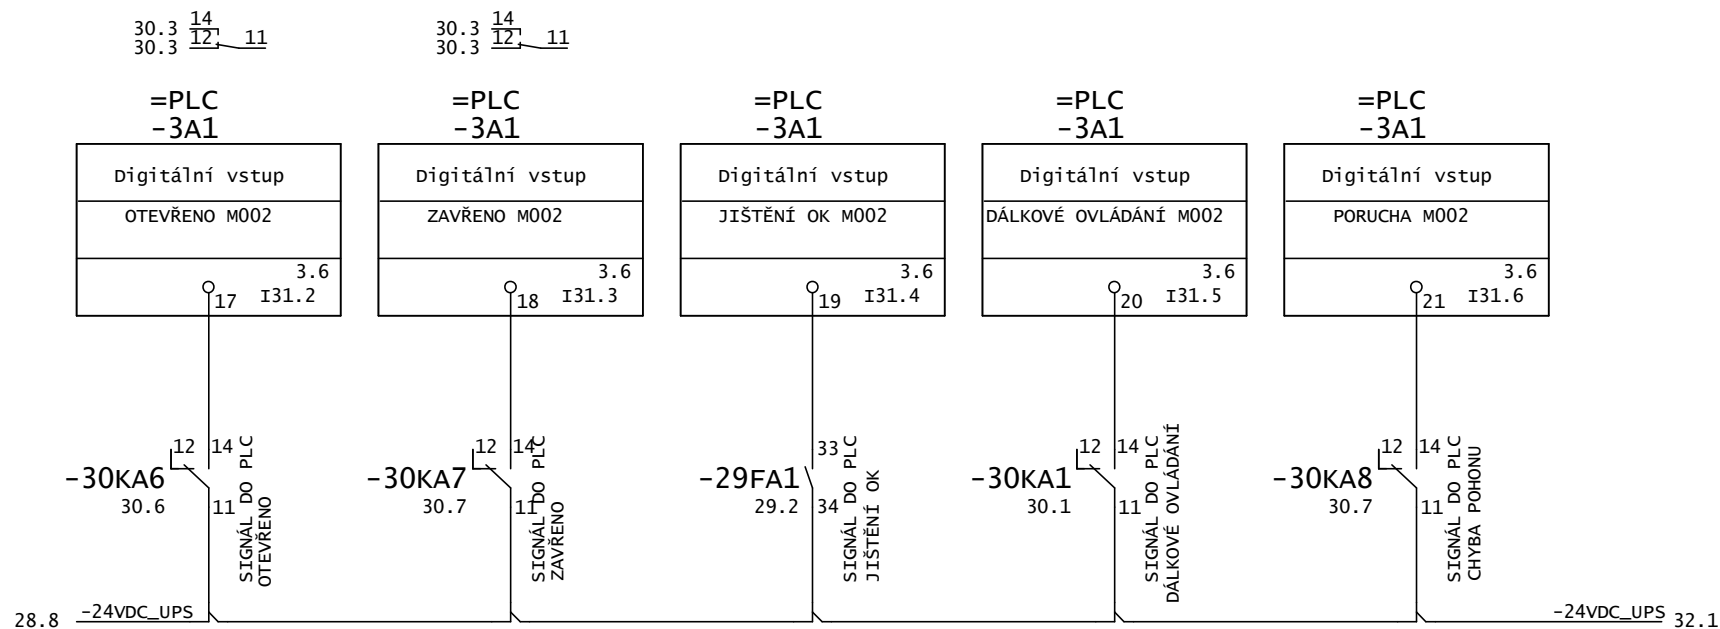 30.3 14
30.3 12 11
30.3 14
30.3 12 11
=PLC
-3A1
Digitální vstup
OTEVŘENO M002
3.6
17 I31.2
=PLC
-3A1
Digitální vstup
ZAVŘENO M002
3.6
18 I31.3
=PLC
-3A1
Digitální vstup
JIŠTĚNÍ OK M002
3.6
19 I31.4
=PLC
-3A1
Digitální vstup
DÁLKOVÉ OVLÁDÁNÍ M002
3.6
20 I31.5
=PLC
-3A1
Digitální vstup
PORUCHA M002
3.6
21 I31.6
12 14
-30KA6
30.6 11
SIGNÁL DO PLC
OTEVŘENO
12 14
-30KA7
30.7 11
SIGNÁL DO PLC
ZAVŘENO
33
-29FA1
29.2 34
SIGNÁL DO PLC
JIŠTĚNÍ OK
12 14
-30KA1
30.1 11
SIGNÁL DO PLC
DÁLKOVÉ OVLÁDÁNÍ
12 14
-30KA8
30.7 11
SIGNÁL DO PLC
CHYBA POHONU
28.8 -24VDC_UPS
-24VDC_UPS 32.1